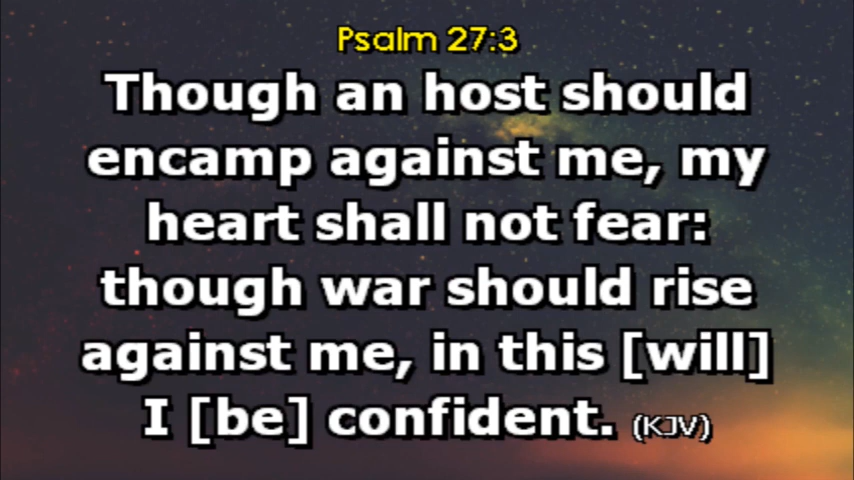 Psalm 27:3
Though an host should
encamp against me, my
heart shall not fear:
though war should rise
against me, in this [will]
I [be] confident. (KJV)